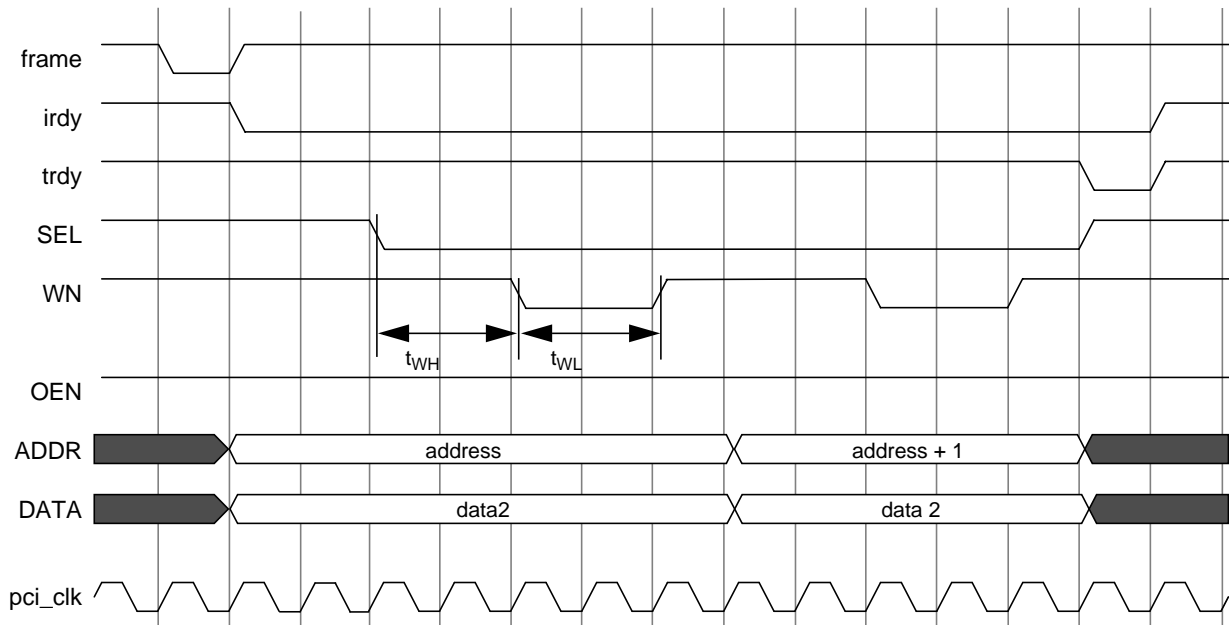 frame
irdy
trdy
SEL
WN
tWH tWL
OEN
ADDR address address + 1
DATA data2 data 2
pci_clk